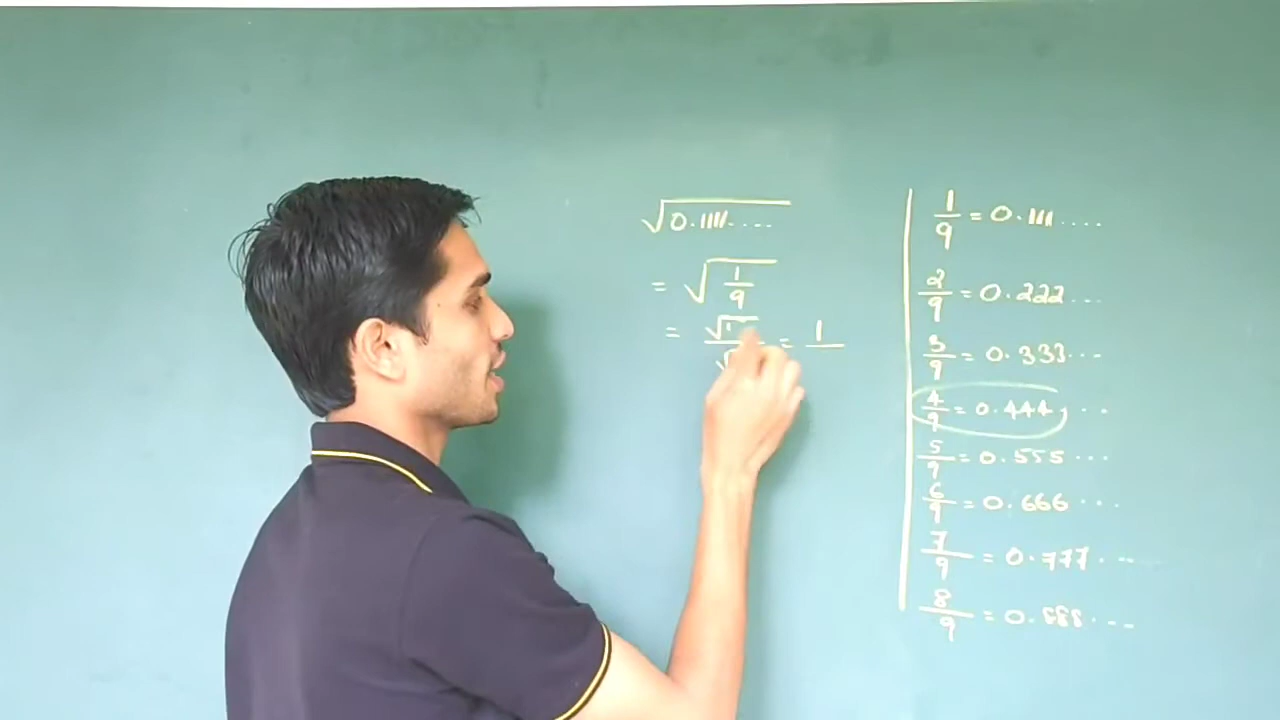 √0.1111....
= √1/9
= √1/√ = 1/
1/9 = 0.111....
2/9 = 0.222...
3/9 = 0.333...
4/9 = 0.444...
5/9 = 0.555...
6/9 = 0.666...
7/9 = 0.777...
8/9 = 0.888...